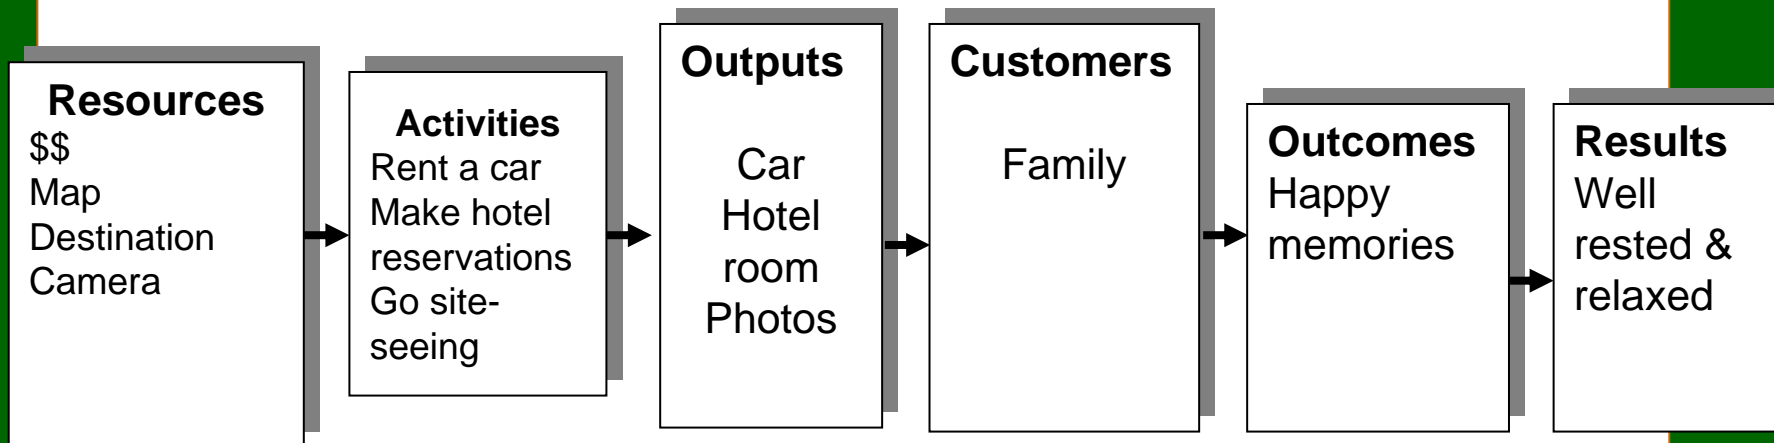 Resources
$$
Map
Destination
Camera
Activities
Rent a car
Make hotel
reservations
Go site-
seeing
Outputs
Car
Hotel
room
Photos
Customers
Family
Outcomes
Happy
memories
Results
Well
rested &
relaxed